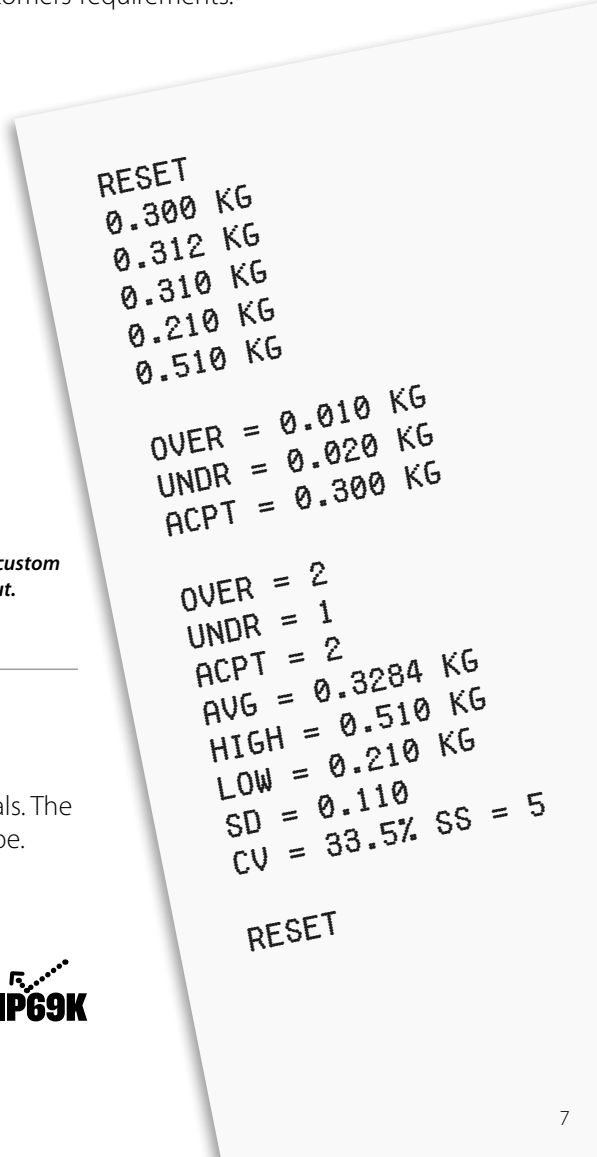 requirements.
RESET
0.300 KG
0.312 KG
0.310 KG
0.210 KG
0.510 KG
OVER = 0.010 KG
UNDR = 0.020 KG
ACPT = 0.300 KG
custom
OVER = 2
UNDR = 1
ACPT = 2
AVG = 0.3284 KG
HIGH = 0.510 KG
LOW = 0.210 KG
SD = 0.110
CV = 33.5% SS = 5
The
RESET
IP69K
7